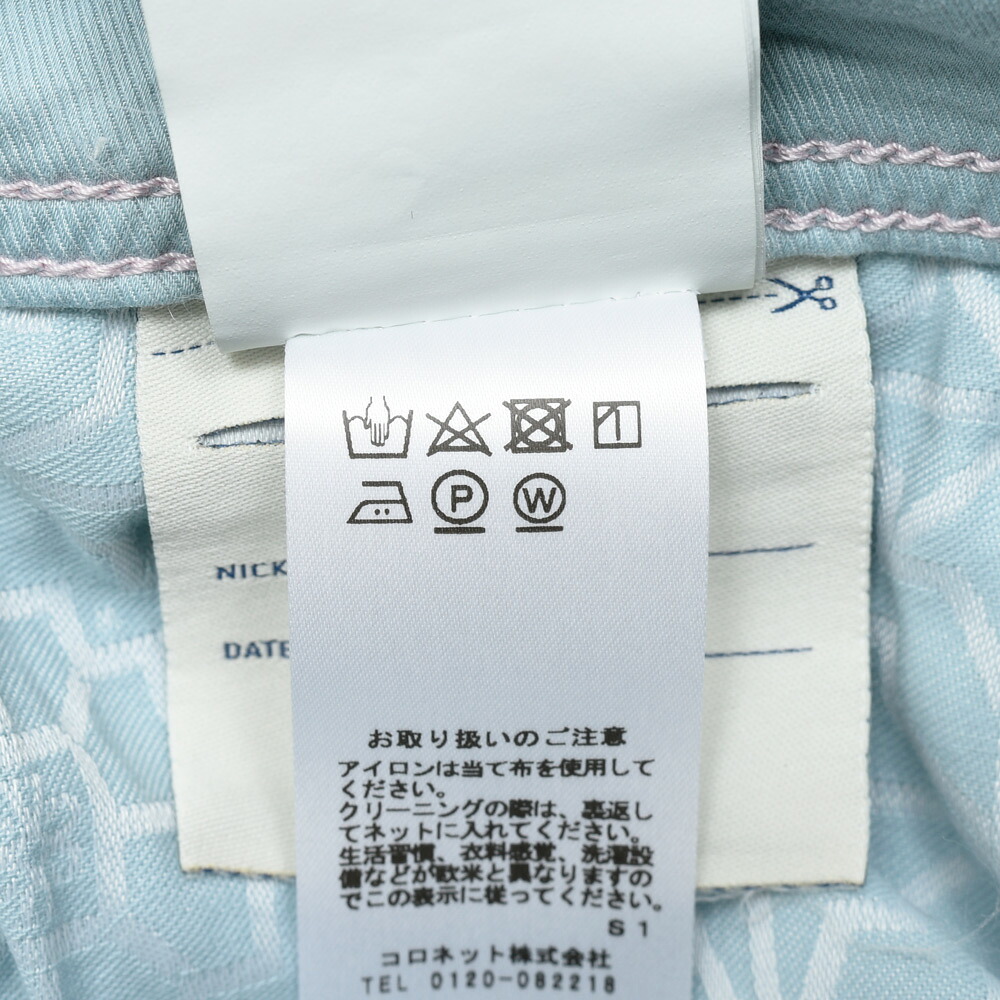 P W
NICK
DATE
お取り扱いのご注意
アイロンは当て布を使用して
ください。
クリーニングの際は、裏返し
てネットに入れてください。
生活習慣、衣料感覚、洗濯設
備などが欧米と異なりますの
でこの表示に従ってください。
S1
コロネット株式会社
TEL 0120-082218